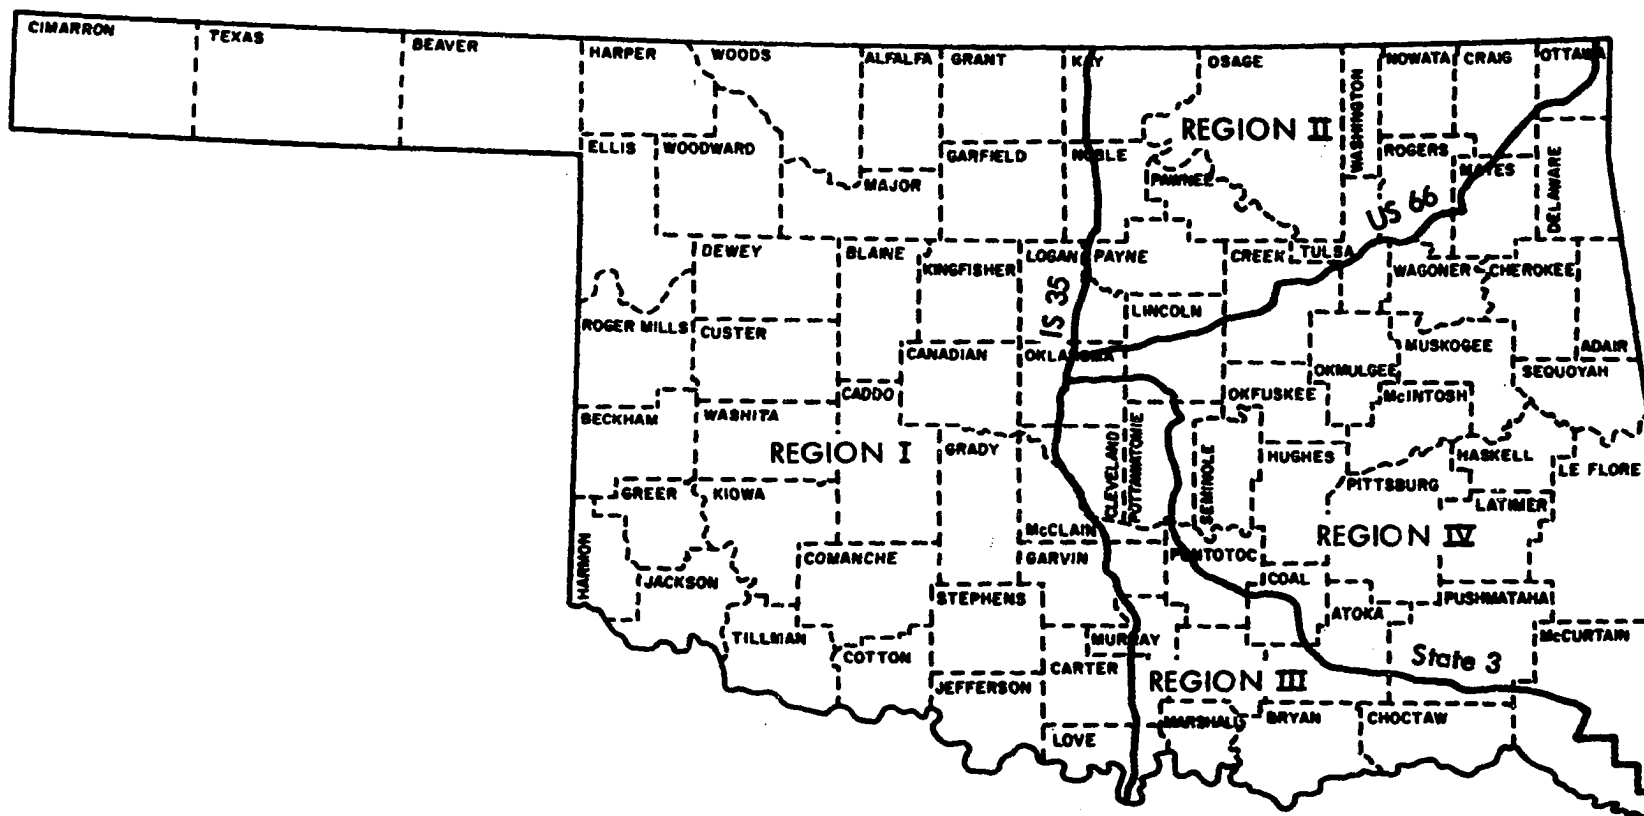 CIMARRON
TEXAS
BEAVER
HARPER
WOODS
ALFALFA
GRANT
KAY
OSAGE
WASHINGTON
NOWATA
CRAIG
OTTAWA
REGION II
ELLIS
WOODWARD
MAJOR
GARFIELD
NOBLE
PAWNEE
ROGERS
MAYES
DELAWARE
US 66
DEWEY
BLAINE
KINGFISHER
LOGAN
PAYNE
CREEK
TULSA
WAGONER
CHEROKEE
IS 35
ROGER MILLS
CUSTER
CANADIAN
OKLAHOMA
LINCOLN
OKMULGEE
MUSKOGEE
ADAIR
SEQUOYAH
BECKHAM
WASHITA
CADDO
OKFUSKEE
McINTOSH
REGION I
GRADY
CLEVELAND
POTTAWATOMIE
SEMINOLE
HUGHES
HASKELL
LE FLORE
GREER
KIOWA
PITTSBURG
LATIMER
McCLAIN
REGION IV
HARMON
JACKSON
COMANCHE
GARVIN
PONTOTOC
COAL
STEPHENS
ATOKA
PUSHMATAHA
TILLMAN
COTTON
MURRAY
McCURTAIN
CARTER
State 3
JEFFERSON
REGION III
LOVE
MARSHALL
BRYAN
CHOCTAW